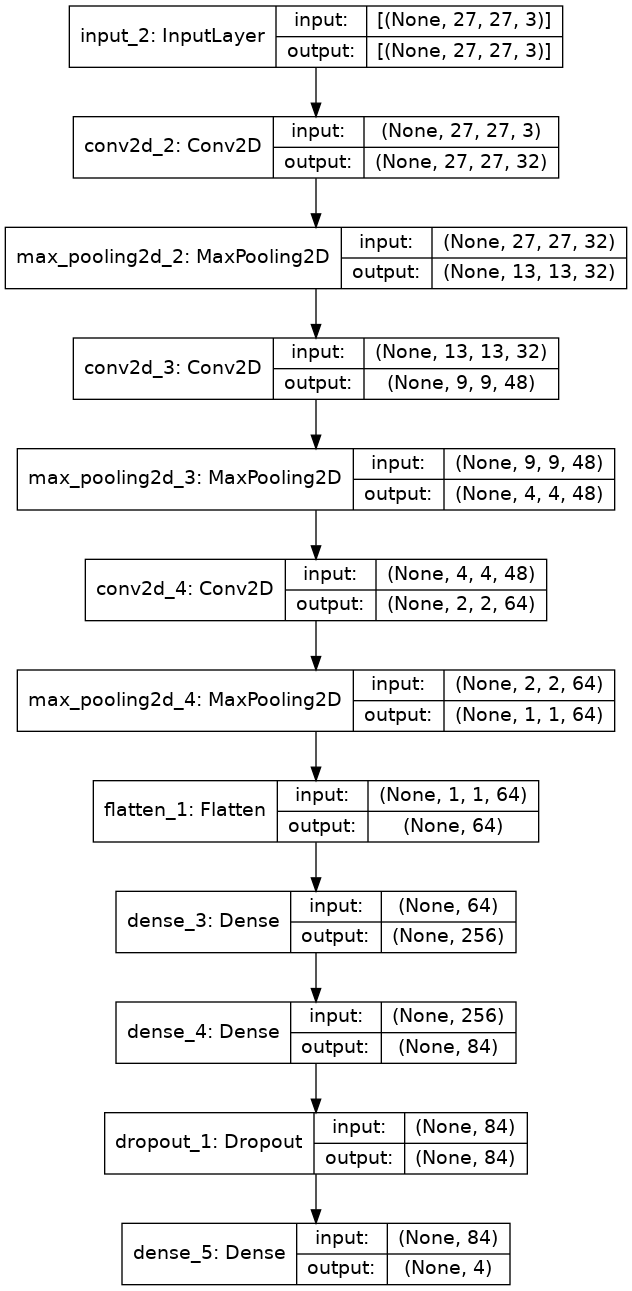 input_2: InputLayer
input: [(None, 27, 27, 3)]
output: [(None, 27, 27, 3)]
conv2d_2: Conv2D
input: (None, 27, 27, 3)
output: (None, 27, 27, 32)
max_pooling2d_2: MaxPooling2D
input: (None, 27, 27, 32)
output: (None, 13, 13, 32)
conv2d_3: Conv2D
input: (None, 13, 13, 32)
output: (None, 9, 9, 48)
max_pooling2d_3: MaxPooling2D
input: (None, 9, 9, 48)
output: (None, 4, 4, 48)
conv2d_4: Conv2D
input: (None, 4, 4, 48)
output: (None, 2, 2, 64)
max_pooling2d_4: MaxPooling2D
input: (None, 2, 2, 64)
output: (None, 1, 1, 64)
flatten_1: Flatten
input: (None, 1, 1, 64)
output: (None, 64)
dense_3: Dense
input: (None, 64)
output: (None, 256)
dense_4: Dense
input: (None, 256)
output: (None, 84)
dropout_1: Dropout
input: (None, 84)
output: (None, 84)
dense_5: Dense
input: (None, 84)
output: (None, 4)